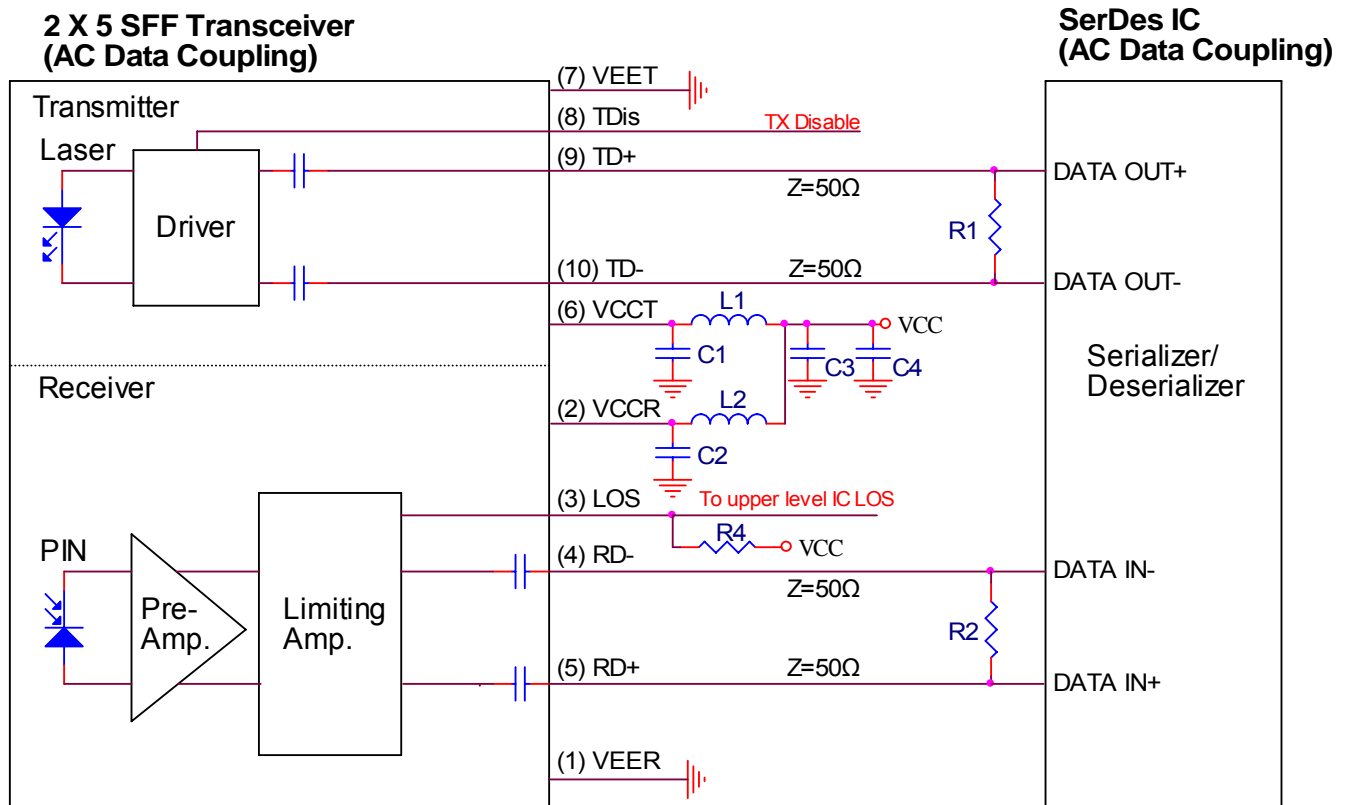 2 X 5 SFF Transceiver
(AC Data Coupling)
SerDes IC
(AC Data Coupling)
(7) VEET
Transmitter
(8) TDis
TX Disable
Laser
(9) TD+
DATA OUT+
Z=50Ω
Driver
R1
(10) TD-
Z=50Ω
DATA OUT-
(6) VCCT
L1
VCC
C1
C3
C4
Serializer/
Deserializer
Receiver
(2) VCCR
L2
C2
(3) LOS
To upper level IC LOS
R4
VCC
PIN
(4) RD-
DATA IN-
Z=50Ω
Pre-
Amp.
Limiting
Amp.
R2
(5) RD+
Z=50Ω
DATA IN+
(1) VEER